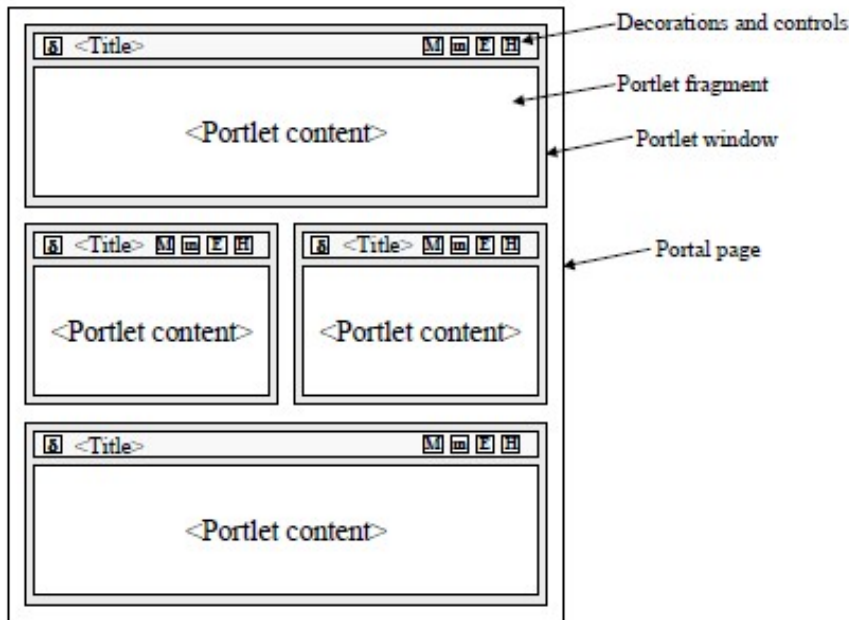 δ <Title> M m E H
Decorations and controls
Portlet fragment
<Portlet content>
Portlet window
δ <Title> M m E H
δ <Title> M m E H
Portal page
<Portlet content>
<Portlet content>
δ <Title> M m E H
<Portlet content>